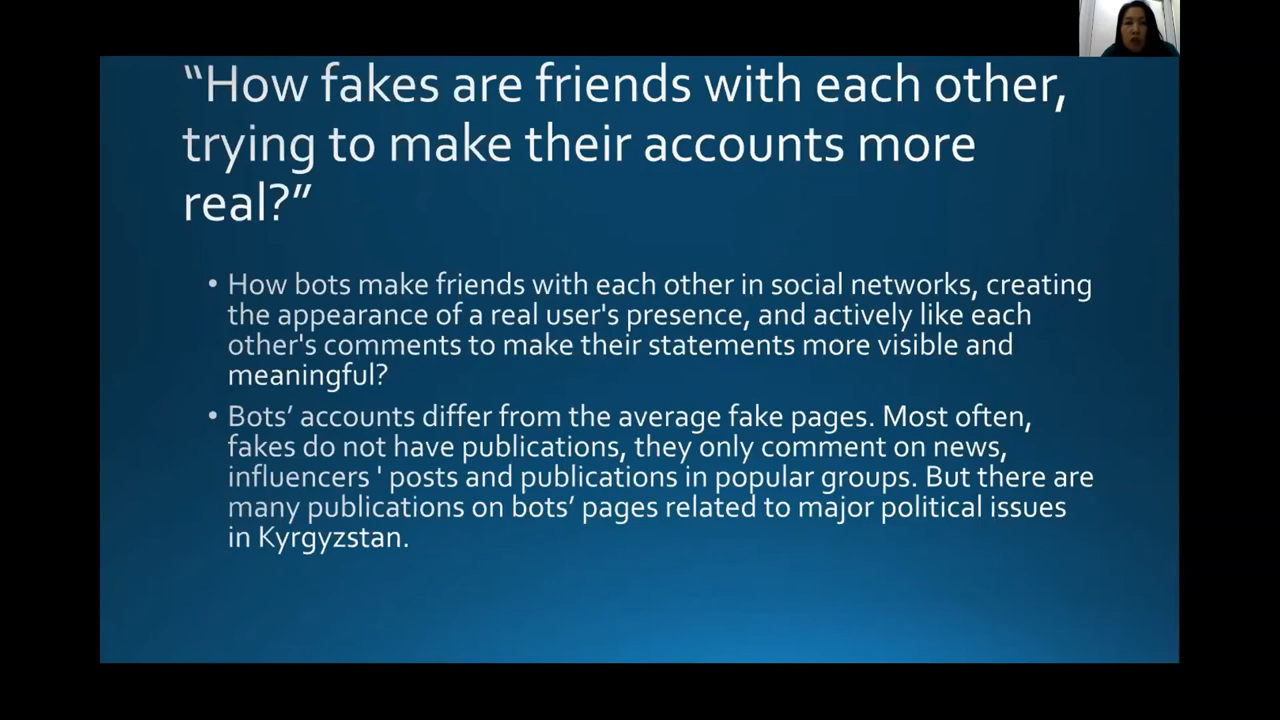 “How fakes are friends with each other,
trying to make their accounts more
real?”
• How bots make friends with each other in social networks, creating
the appearance of a real user's presence, and actively like each
other's comments to make their statements more visible and
meaningful?
• Bots’ accounts differ from the average fake pages. Most often,
fakes do not have publications, they only comment on news,
influencers ' posts and publications in popular groups. But there are
many publications on bots’ pages related to major political issues
in Kyrgyzstan.